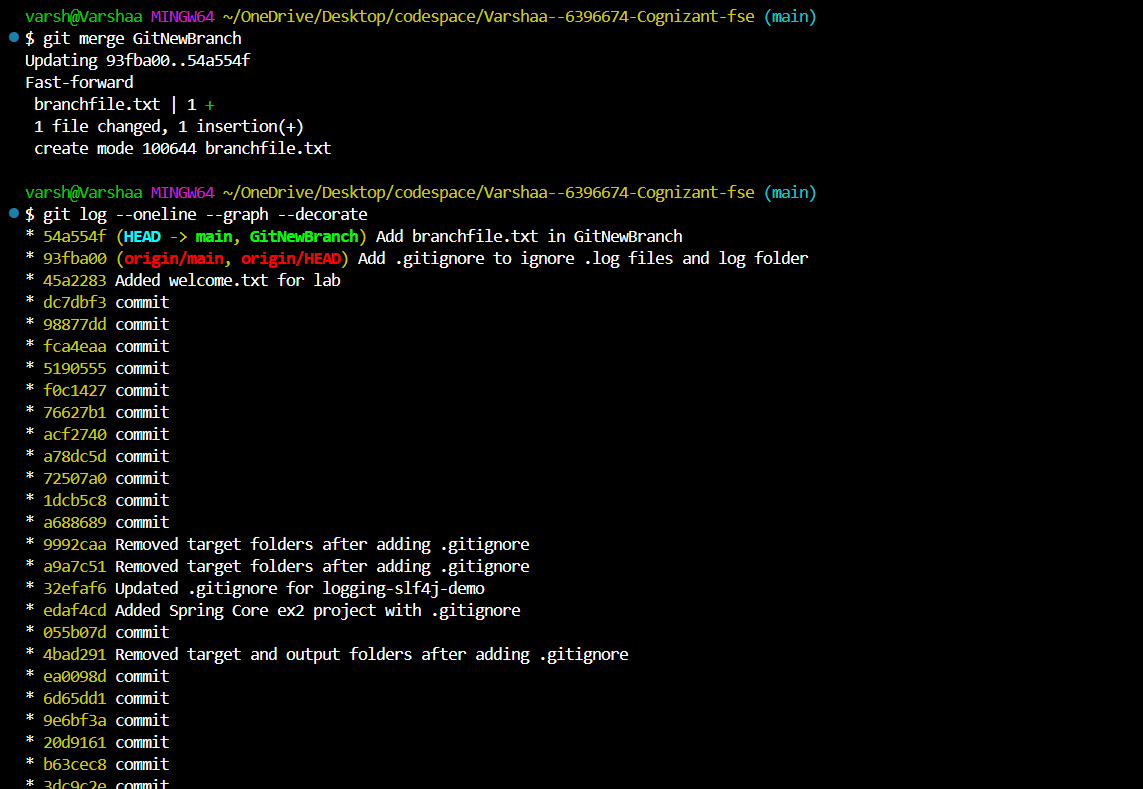 varsh@Varshaa MINGW64 ~/OneDrive/Desktop/codespace/Varshaa--6396674-Cognizant-fse (main)
$ git merge GitNewBranch
Updating 93fba00..54a554f
Fast-forward
 branchfile.txt | 1 +
 1 file changed, 1 insertion(+)
 create mode 100644 branchfile.txt
varsh@Varshaa MINGW64 ~/OneDrive/Desktop/codespace/Varshaa--6396674-Cognizant-fse (main)
$ git log --oneline --graph --decorate
* 54a554f (HEAD -> main, GitNewBranch) Add branchfile.txt in GitNewBranch
* 93fba00 (origin/main, origin/HEAD) Add .gitignore to ignore .log files and log folder
* 45a2283 Added welcome.txt for lab
* dc7dbf3 commit
* 98877dd commit
* fca4eaa commit
* 5190555 commit
* f0c1427 commit
* 76627b1 commit
* acf2740 commit
* a78dc5d commit
* 72507a0 commit
* 1dcb5c8 commit
* a688689 commit
* 9992caa Removed target folders after adding .gitignore
* a9a7c51 Removed target folders after adding .gitignore
* 32efaf6 Updated .gitignore for logging-slf4j-demo
* edaf4cd Added Spring Core ex2 project with .gitignore
* 055b07d commit
* 4bad291 Removed target and output folders after adding .gitignore
* ea0098d commit
* 6d65dd1 commit
* 9e6bf3a commit
* 20d9161 commit
* b63cec8 commit
* 3dc9c2e commit